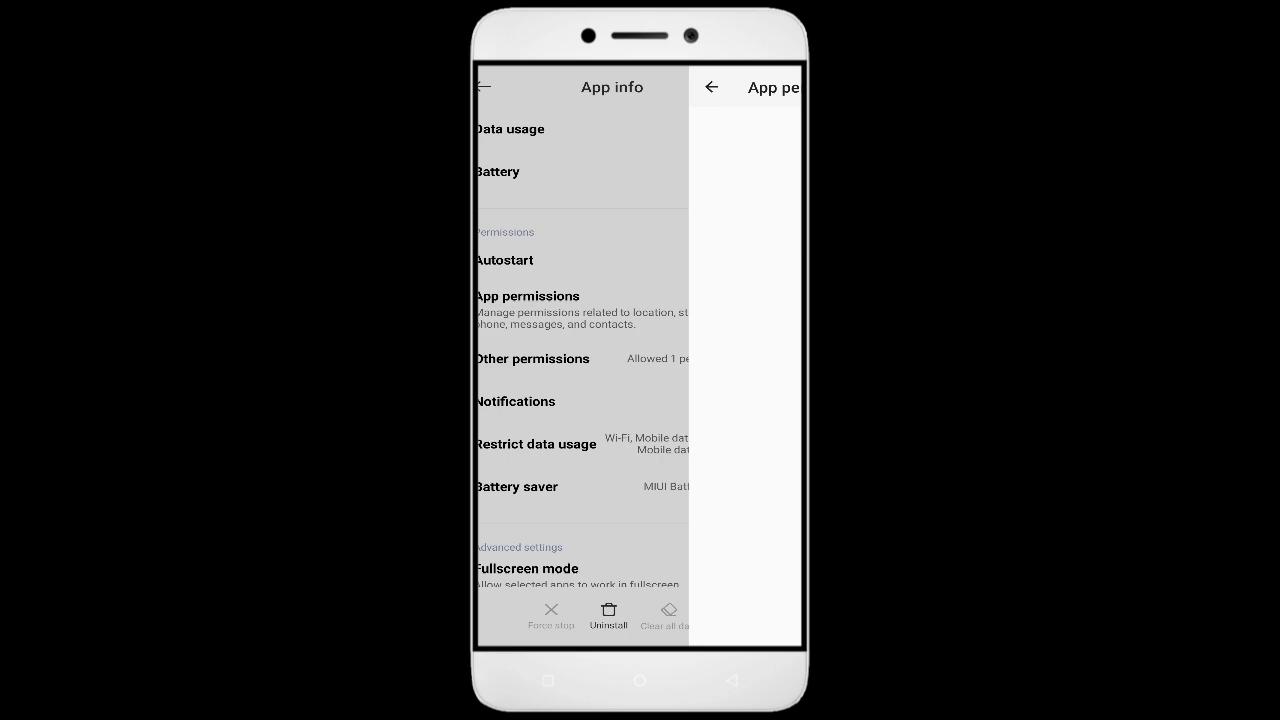 App info
App pe
Data usage
Battery
Permissions
Autostart
App permissions
Manage permissions related to location, st
phone, messages, and contacts.
Other permissions
Allowed 1 pe
Notifications
Restrict data usage
Wi-Fi, Mobile dat
Mobile dat
Battery saver
MIUI Batt
Advanced settings
Fullscreen mode
Allow selected apps to work in fullscreen
Force stop
Uninstall
Clear all da